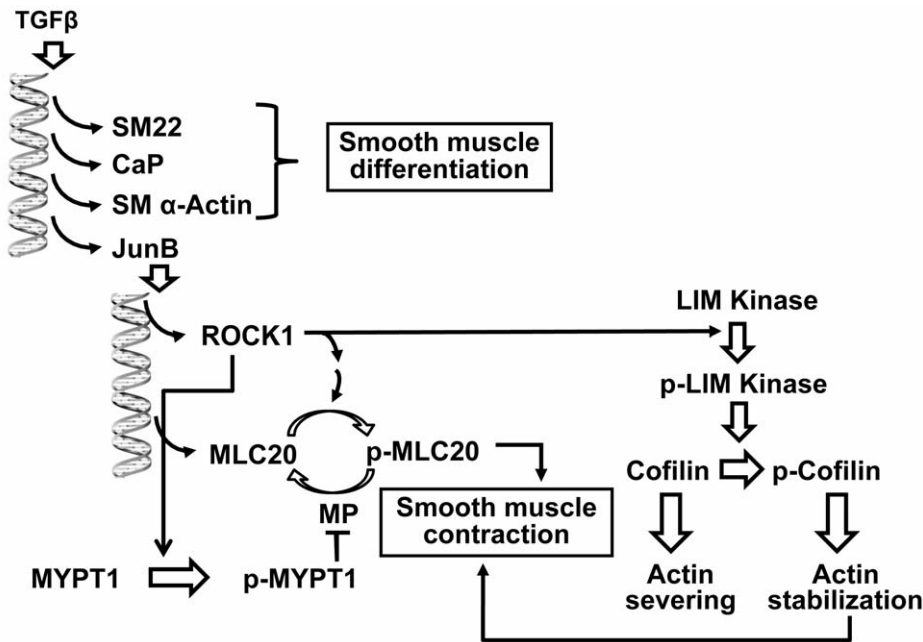 TGFβ
SM22
CaP
SM α-Actin
Smooth muscle
differentiation
JunB
ROCK1
LIM Kinase
p-LIM Kinase
MLC20
p-MLC20
Cofilin
p-Cofilin
MP
Smooth muscle
contraction
MYPT1
p-MYPT1
Actin
severing
Actin
stabilization